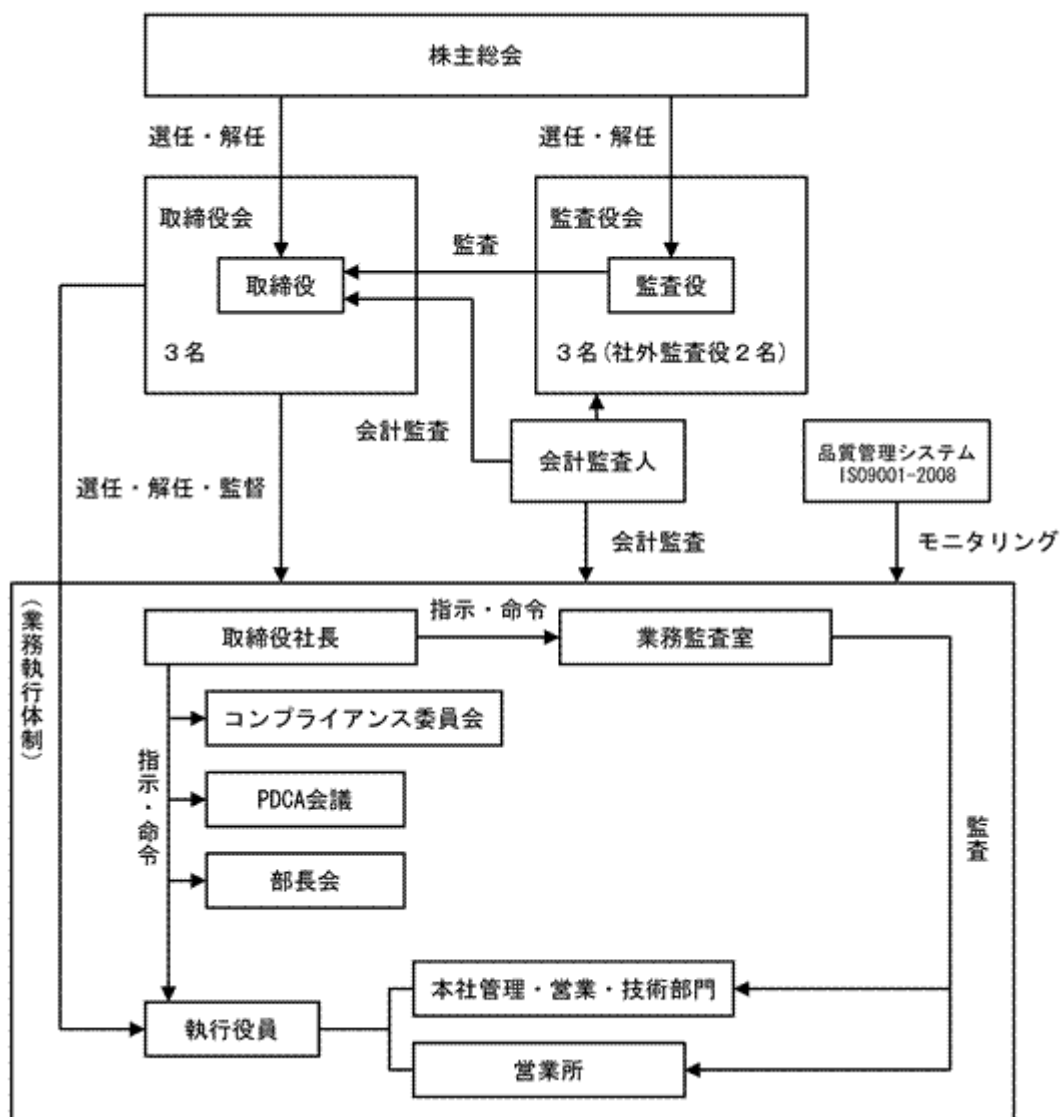 株主総会
選任・解任
選任・解任
取締役会
監査役会
監査
取締役
監査役
３名
３名(社外監査役２名)
会計監査
会計監査人
品質管理システム
ISO9001-2008
選任・解任・監督
会計監査
モニタリング
(業務執行体制)
指示・命令
取締役社長
業務監査室
コンプライアンス委員会
指示・命令
PDCA会議
監査
部長会
本社管理・営業・技術部門
執行役員
営業所